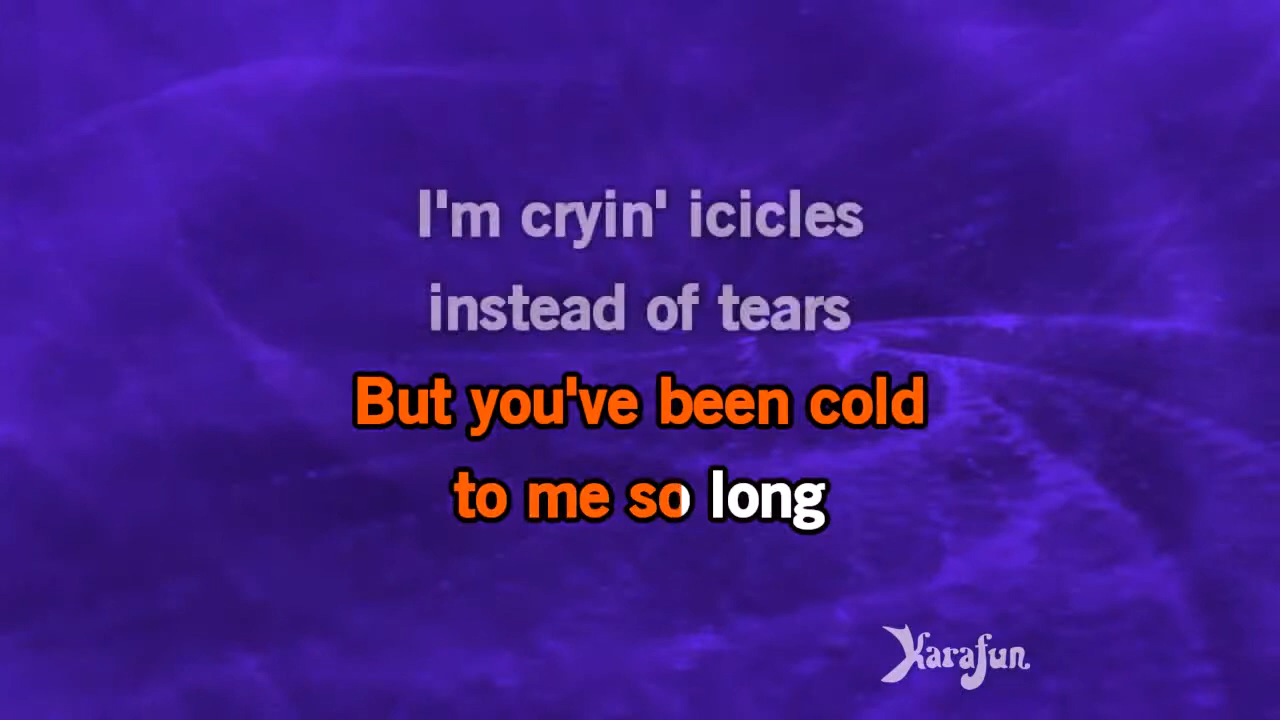 I'm cryin' icicles
instead of tears
But you've been cold
to me so long
Karafun